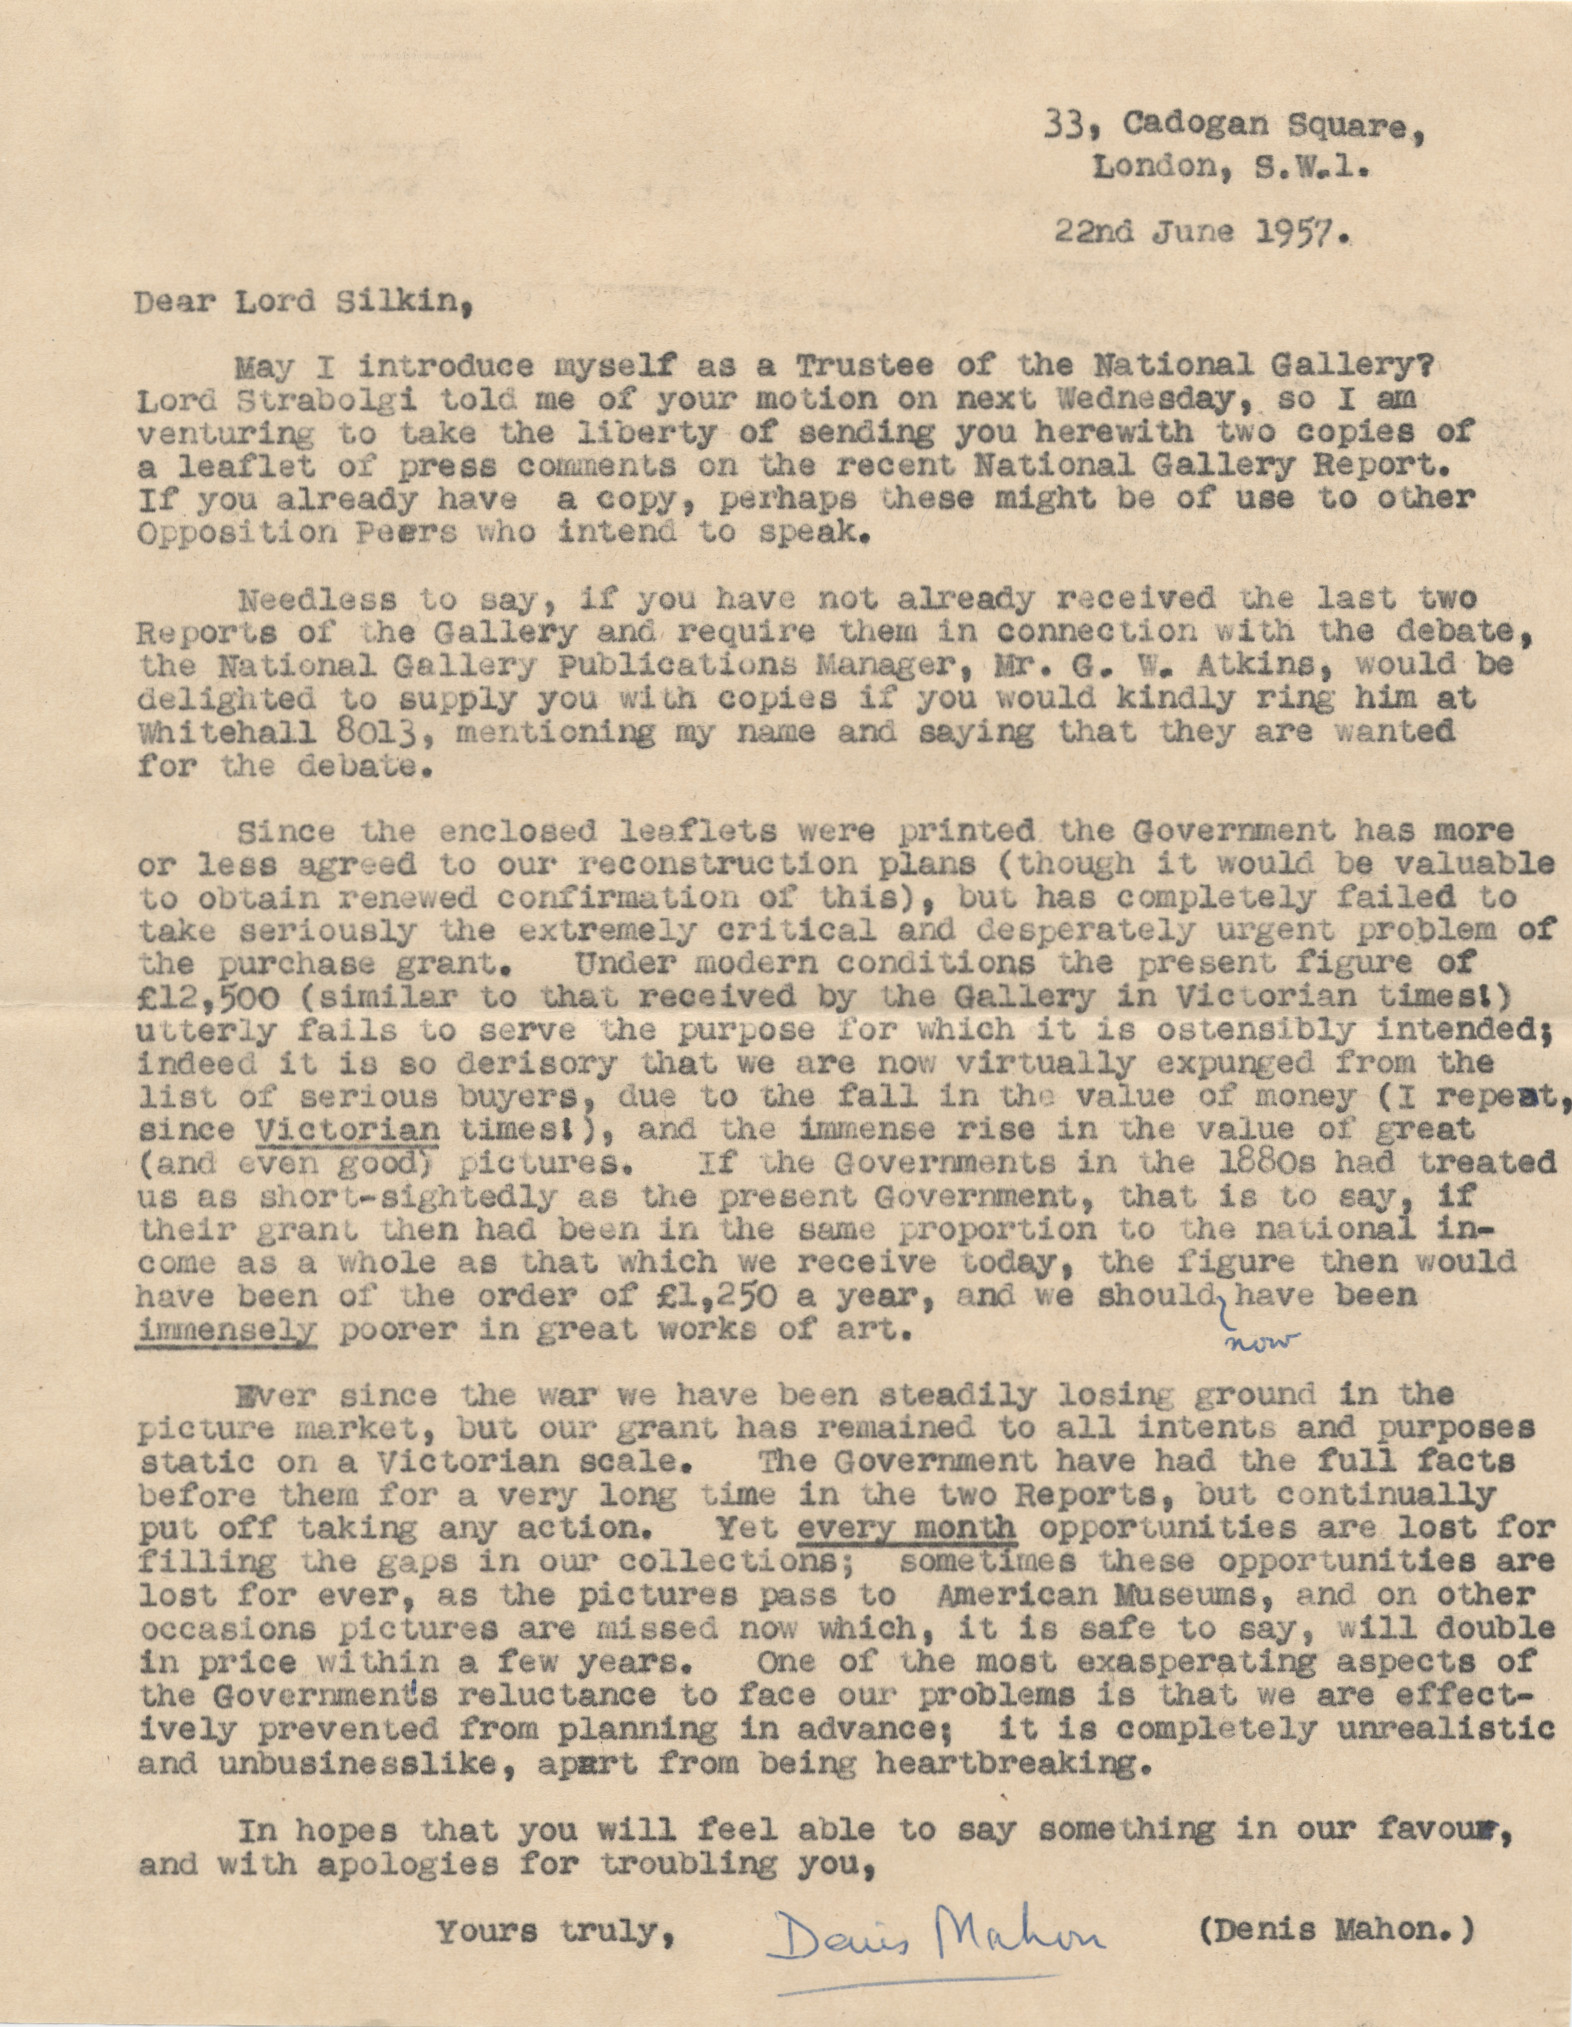 33, Cadogan Square,
London, S.W.1.
22nd June 1957.
Dear Lord Silkin,
May I introduce myself as a Trustee of the National Gallery?
Lord Strabolgi told me of your motion on next Wednesday, so I am
venturing to take the liberty of sending you herewith two copies of
a leaflet of press comments on the recent National Gallery Report.
If you already have a copy, perhaps these might be of use to other
Opposition Peers who intend to speak.
Needless to say, if you have not already received the last two
Reports of the Gallery and require them in connection with the debate,
the National Gallery Publications Manager, Mr. G. W. Atkins, would be
delighted to supply you with copies if you would kindly ring him at
Whitehall 8013, mentioning my name and saying that they are wanted
for the debate.
Since the enclosed leaflets were printed the Government has more
or less agreed to our reconstruction plans (though it would be valuable
to obtain renewed confirmation of this), but has completely failed to
take seriously the extremely critical and desperately urgent problem of
the purchase grant. Under modern conditions the present figure of
£12,500 (similar to that received by the Gallery in Victorian times!)
utterly fails to serve the purpose for which it is ostensibly intended;
indeed it is so derisory that we are now virtually expunged from the
list of serious buyers, due to the fall in the value of money (I repeat,
since Victorian times!), and the immense rise in the value of great
(and even good) pictures. If the Governments in the 1880s had treated
us as short-sightedly as the present Government, that is to say, if
their grant then had been in the same proportion to the national in-
come as a whole as that which we receive today, the figure then would
have been of the order of £1,250 a year, and we should have been
now
immensely poorer in great works of art.
Ever since the war we have been steadily losing ground in the
picture market, but our grant has remained to all intents and purposes
static on a Victorian scale. The Government have had the full facts
before them for a very long time in the two Reports, but continually
put off taking any action. Yet every month opportunities are lost for
filling the gaps in our collections; sometimes these opportunities are
lost for ever, as the pictures pass to American Museums, and on other
occasions pictures are missed now which, it is safe to say, will double
in price within a few years. One of the most exasperating aspects of
the Government's reluctance to face our problems is that we are effect-
ively prevented from planning in advance; it is completely unrealistic
and unbusinesslike, apart from being heartbreaking.
In hopes that you will feel able to say something in our favour,
and with apologies for troubling you,
Yours truly, Denis Mahon (Denis Mahon.)